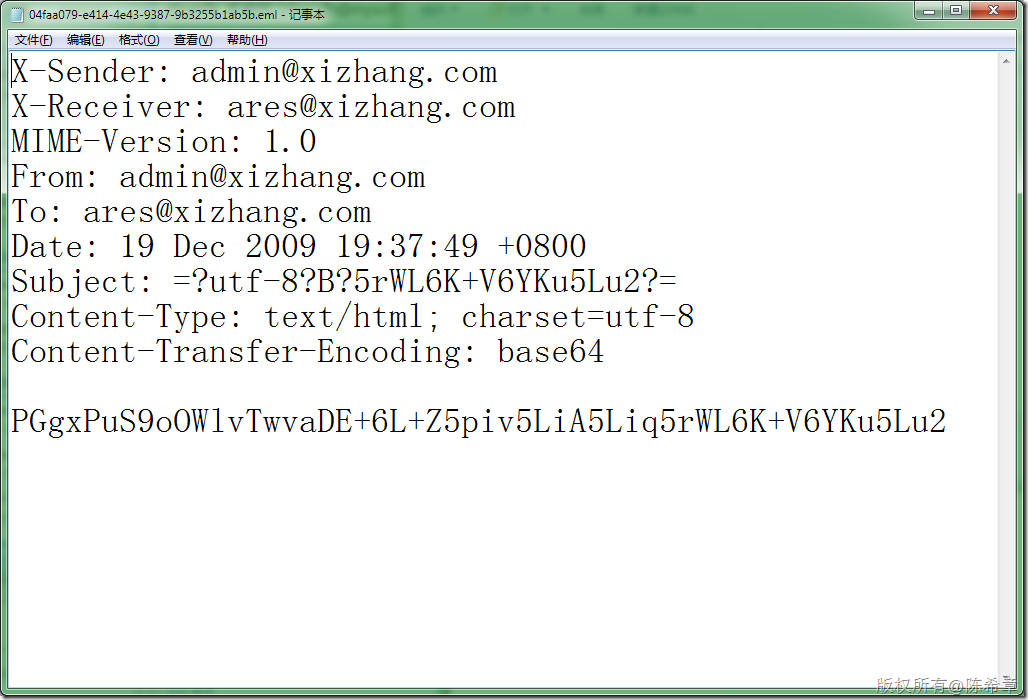 04faa079-e414-4e43-9387-9b3255b1ab5b.eml - 记事本
文件(F) 编辑(E) 格式(O) 查看(V) 帮助(H)
X-Sender: admin@xizhang.com
X-Receiver: ares@xizhang.com
MIME-Version: 1.0
From: admin@xizhang.com
To: ares@xizhang.com
Date: 19 Dec 2009 19:37:49 +0800
Subject: =?utf-8?B?5rWL6K+V6YKu5Lu2?=
Content-Type: text/html; charset=utf-8
Content-Transfer-Encoding: base64
PGgxPuS9oOWlvTwvaDE+6L+Z5piv5LiA5Liq5rWL6K+V6YKu5Lu2
版权所有@陈希章